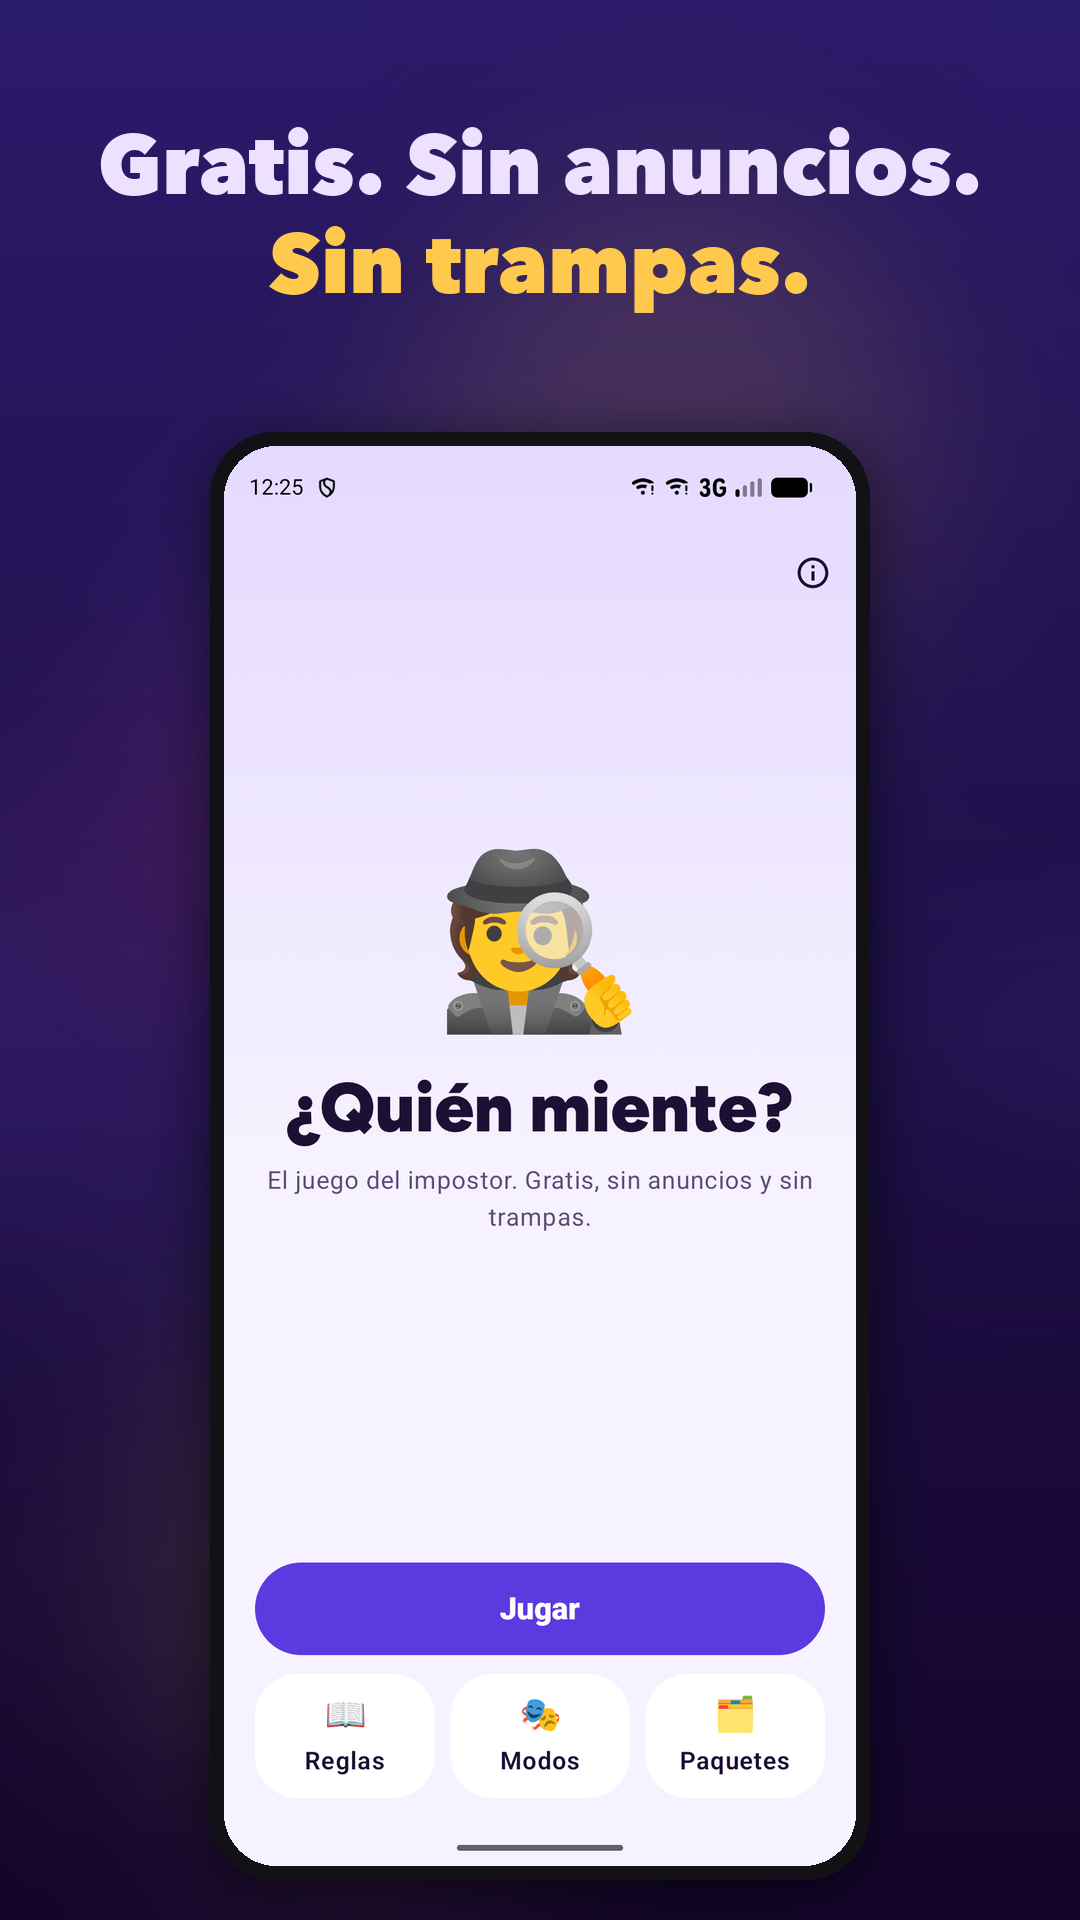 Gratis. Sin anuncios.
Sin trampas.
12:25
3G
¿Quién miente?
El juego del impostor. Gratis, sin anuncios y sin
trampas.
Jugar
Reglas
Modos
Paquetes